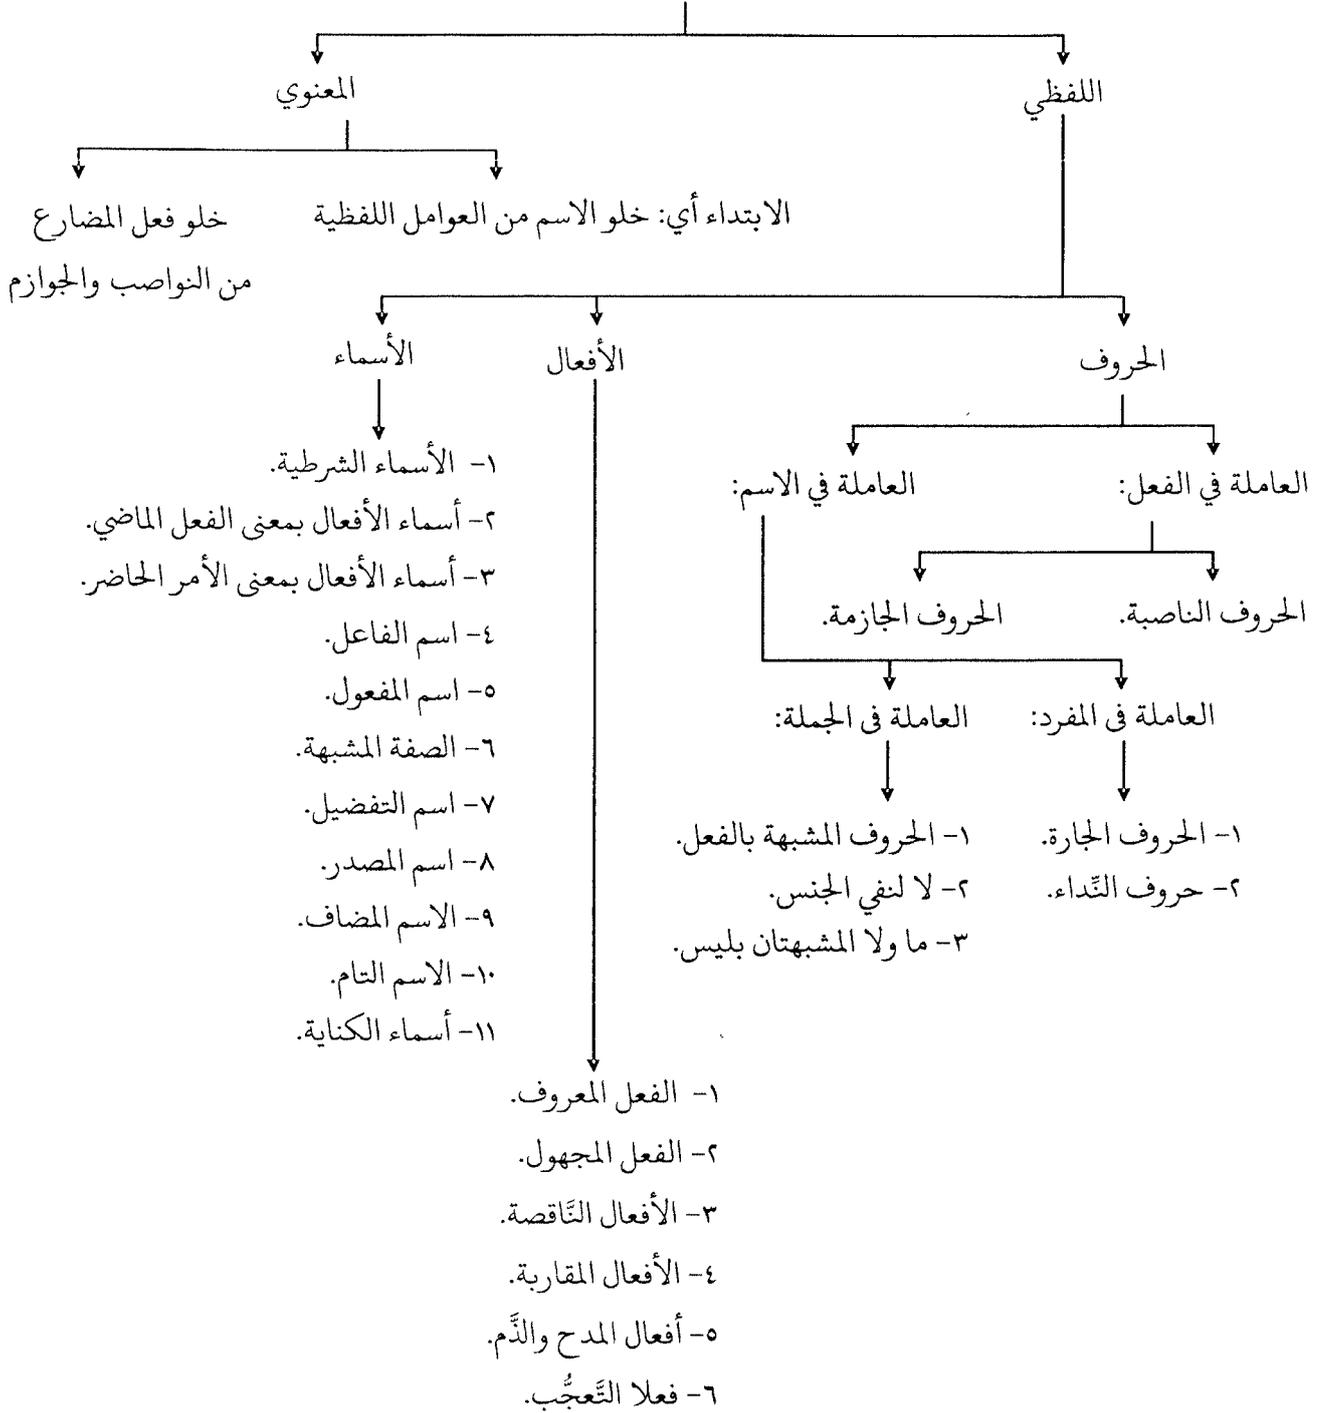 اللفظي
المعنوي
الابتداء أي: خلو الاسم من العوامل اللفظية
خلو فعل المضارع
من النواصب والجوازم
الحروف
الأفعال
الأسماء
العاملة في الفعل:
العاملة في الاسم:
الحروف الناصبة.
الحروف الجازمة.
العاملة فى المفرد:
العاملة فى الجملة:
١- الحروف الجارة.
٢- حروف النِّداء.
١- الحروف المشبهة بالفعل.
٢- لا لنفي الجنس.
٣- ما ولا المشبهتان بليس.
١- الأسماء الشرطية.
٢- أسماء الأفعال بمعنى الفعل الماضي.
٣- أسماء الأفعال بمعنى الأمر الحاضر.
٤- اسم الفاعل.
٥- اسم المفعول.
٦- الصفة المشبهة.
٧- اسم التفضيل.
٨- اسم المصدر.
٩- الاسم المضاف.
١٠- الاسم التام.
١١- أسماء الكناية.
١- الفعل المعروف.
٢- الفعل المجهول.
٣- الأفعال النَّاقصة.
٤- الأفعال المقاربة.
٥- أفعال المدح والذَّم.
٦- فعلا التَّعجُّب.